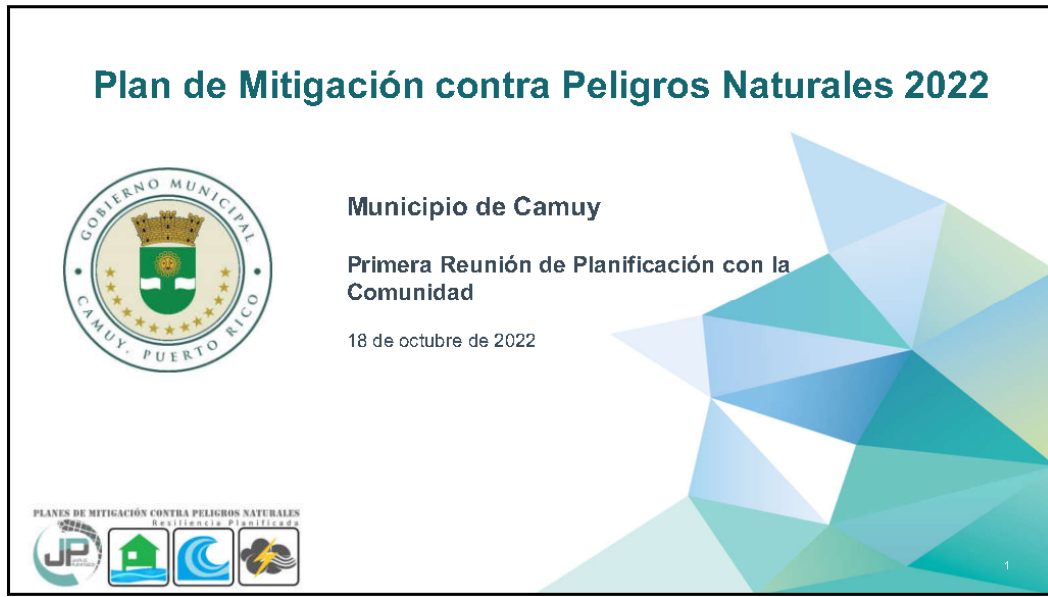 Plan de Mitigación contra Peligros Naturales 2022
GOBIERNO MUNICIPAL
CAMUY, PUERTO RICO
Municipio de Camuy
Primera Reunión de Planificación con la
Comunidad
18 de octubre de 2022
PLANES DE MITIGACIÓN CONTRA PELIGROS NATURALES
Resiliencia Planificada
JP
1